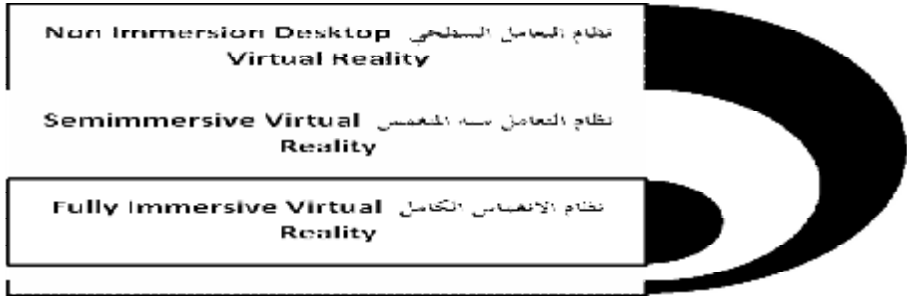 نظام التعامل السطحي Non Immersion Desktop
Virtual Reality
نظام التعامل شبه المنغمس Semimmersive Virtual
Reality
نظام الانغماس الكامل Fully Immersive Virtual
Reality